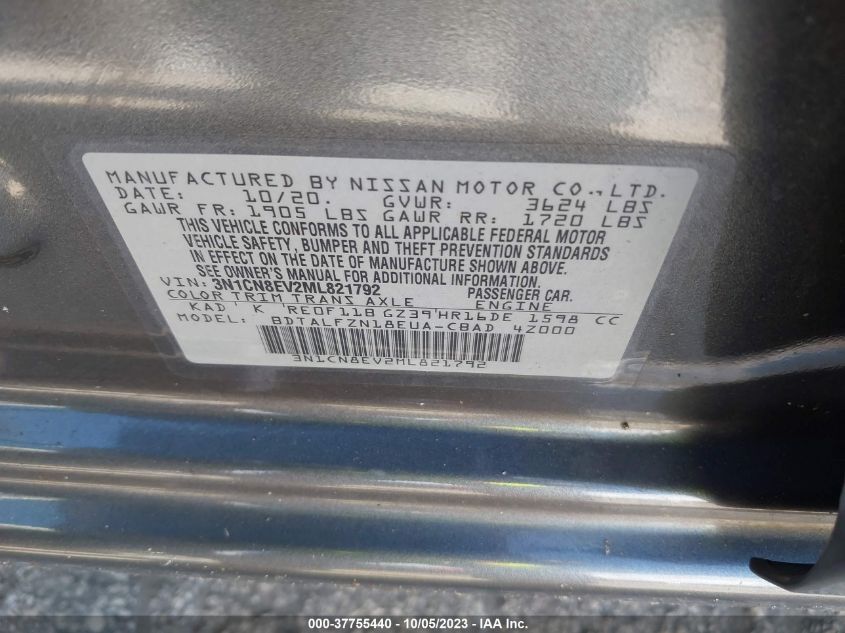 MANUFACTURED BY NISSAN MOTOR CO., LTD.
DATE: 10/20. GVWR: 3624 LBS
GAWR FR: 1905 LBS GAWR RR: 1720 LBS
THIS VEHICLE CONFORMS TO ALL APPLICABLE FEDERAL MOTOR
VEHICLE SAFETY, BUMPER AND THEFT PREVENTION STANDARDS
IN EFFECT ON THE DATE OF MANUFACTURE SHOWN ABOVE.
SEE OWNER'S MANUAL FOR ADDITIONAL INFORMATION.
VIN: 3N1CN8EV2ML821792 PASSENGER CAR.
COLOR TRIM TRANS AXLE ENGINE
KAD K RE0F11B GZ39 HR16DE 1598 CC
BDTALFZN18EUA-CBAD 4Z000
3N1CN8EV2ML821792
000-37755440 - 10/05/2023 - IAA Inc.